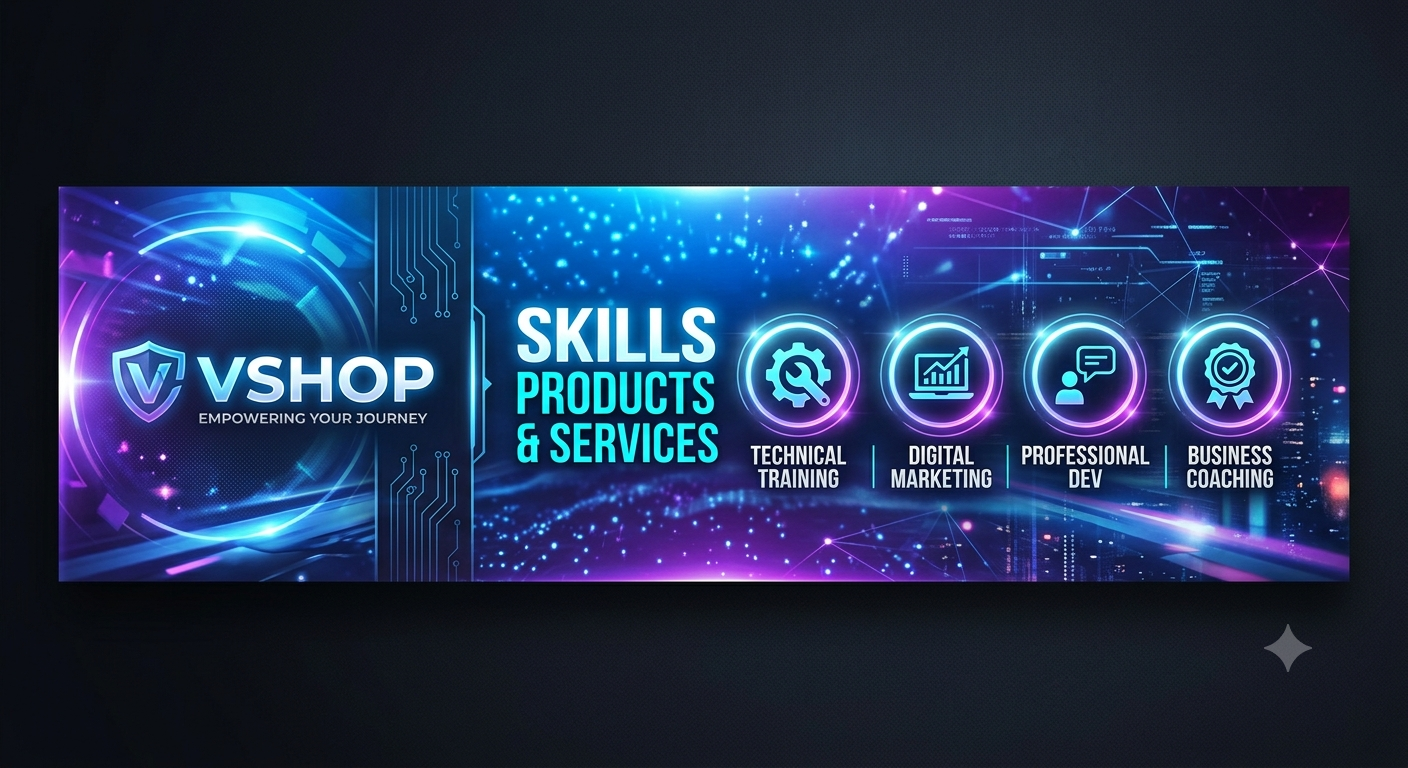 VSHOP
EMPOWERING YOUR JOURNEY
SKILLS
PRODUCTS
& SERVICES
TECHNICAL
TRAINING
DIGITAL
MARKETING
PROFESSIONAL
DEV
BUSINESS
COACHING